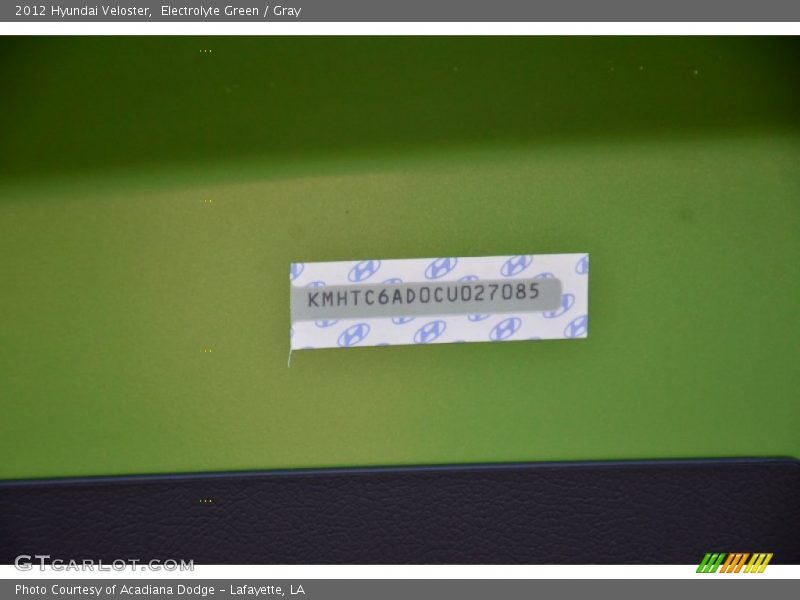 2012 Hyundai Veloster,  Electrolyte Green / Gray
KMHTC6AD0CU027085
GTCARLOT.COM
Photo Courtesy of Acadiana Dodge - Lafayette, LA